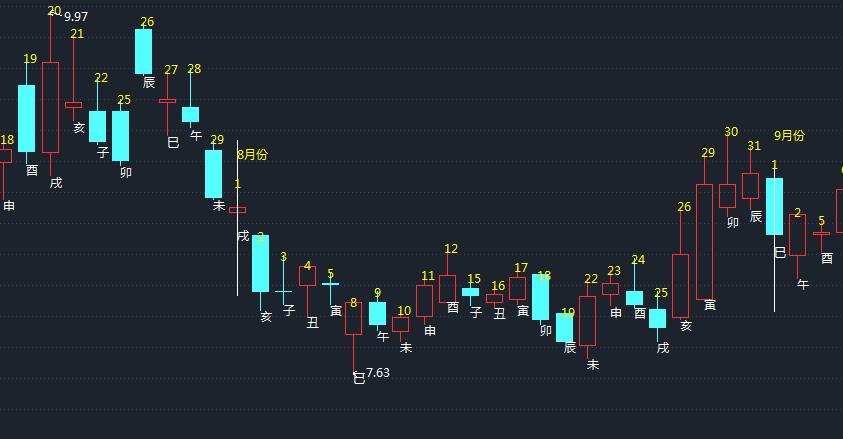 18
申
19
酉
20
9.97
戌
21
亥
22
子
25
卯
26
辰
27
巳
28
午
29
未
8月份
1
戌
2
亥
3
子
4
丑
5
寅
8
巳
7.63
9
午
10
未
11
申
12
酉
15
子
16
丑
17
寅
18
卯
19
辰
22
未
23
申
24
酉
25
戌
26
亥
29
寅
30
卯
31
辰
9月份
1
巳
2
午
5
酉